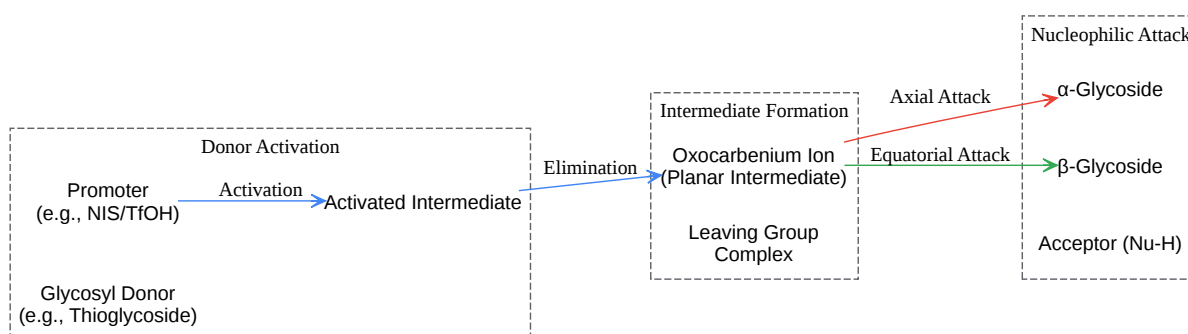 Donor Activation
Promoter
(e.g., NIS/TfOH)
Activation
Activated Intermediate
Glycosyl Donor
(e.g., Thioglycoside)
Elimination
Intermediate Formation
Oxocarbenium Ion
(Planar Intermediate)
Leaving Group
Complex
Axial Attack
Equatorial Attack
Nucleophilic Attack
α-Glycoside
β-Glycoside
Acceptor (Nu-H)